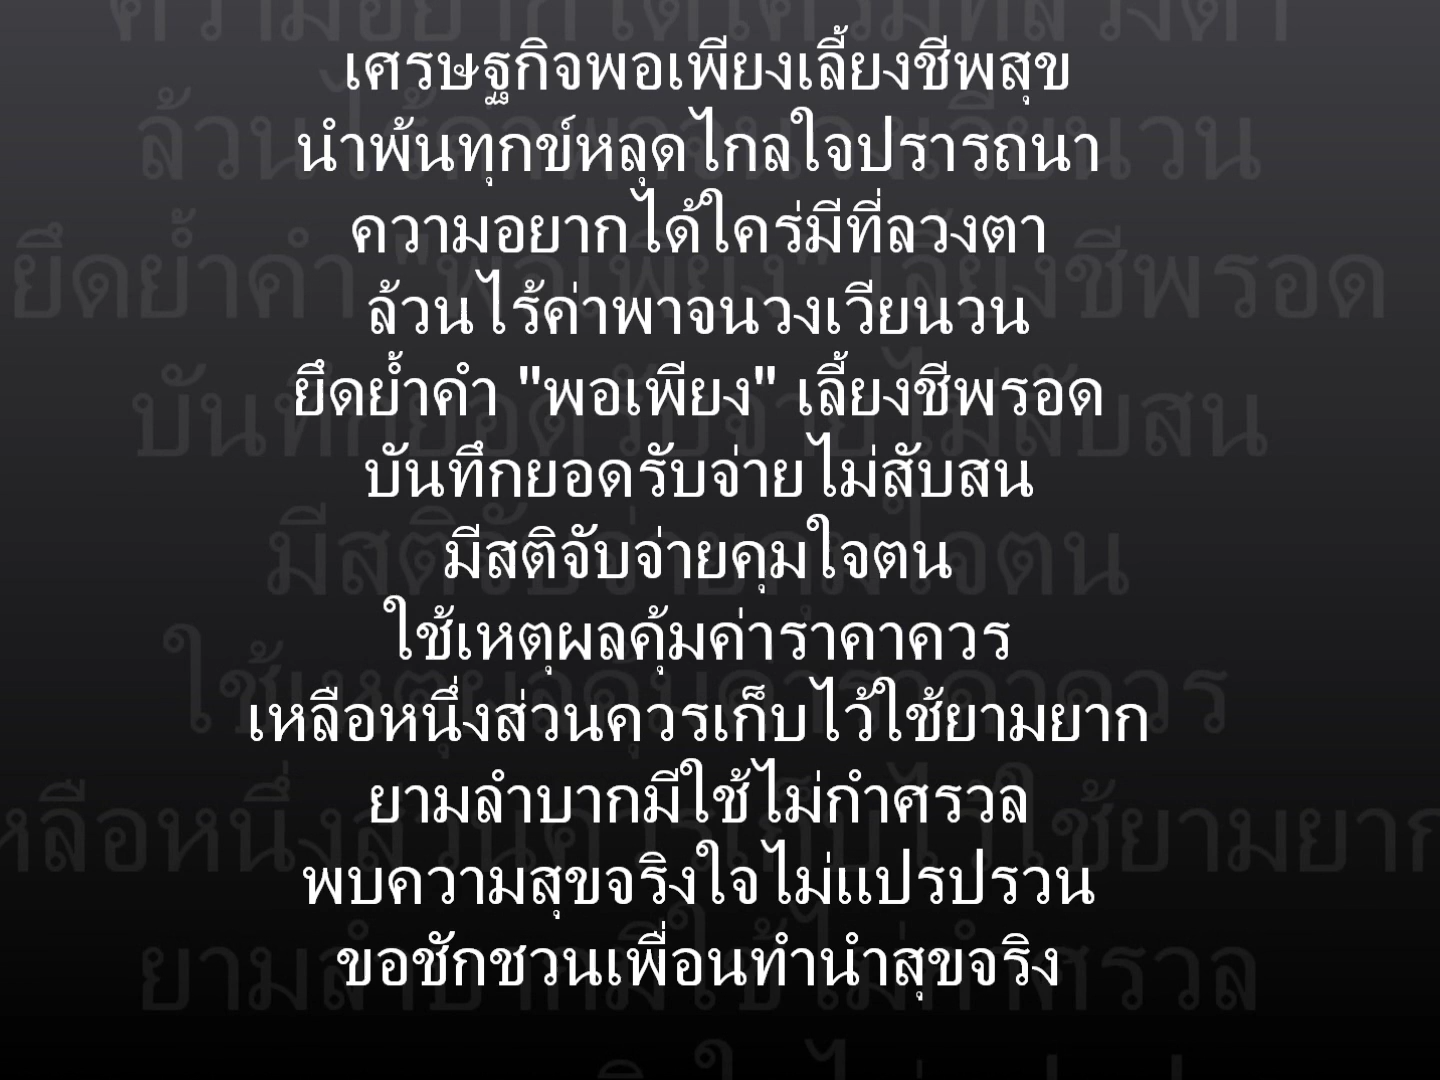 เศรษฐกิจพอเพียงเลี้ยงชีพสุข
นำพ้นทุกข์หลุดไกลใจปรารถนา
ความอยากได้ใคร่มีที่ลวงตา
ล้วนไร้ค่าพาจนวงเวียนวน
ยึดย้ำคำ "พอเพียง" เลี้ยงชีพรอด
บันทึกยอดรับจ่ายไม่สับสน
มีสติจับจ่ายคุมใจตน
ใช้เหตุผลคุ้มค่าราคาควร
เหลือหนึ่งส่วนควรเก็บไว้ใช้ยามยาก
ยามลำบากมีใช้ไม่กำศรวล
พบความสุขจริงใจไม่แปรปรวน
ขอชักชวนเพื่อนทำนำสุขจริง